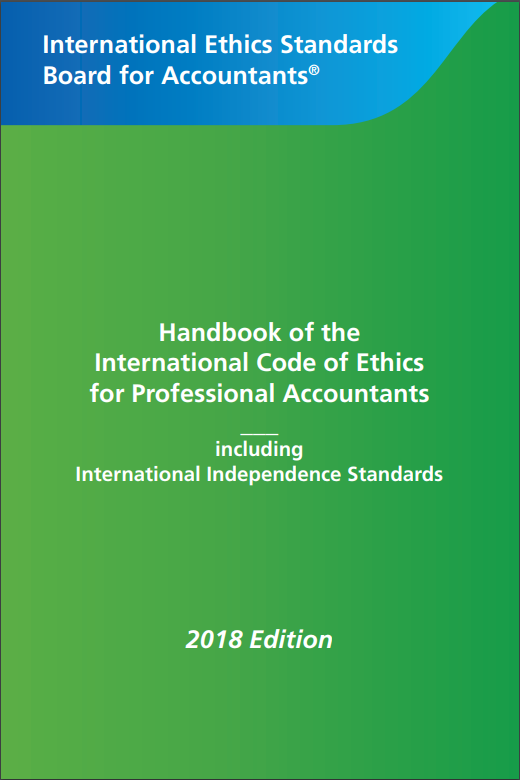 International Ethics Standards
Board for Accountants®
Handbook of the
International Code of Ethics
for Professional Accountants
including
International Independence Standards
2018 Edition